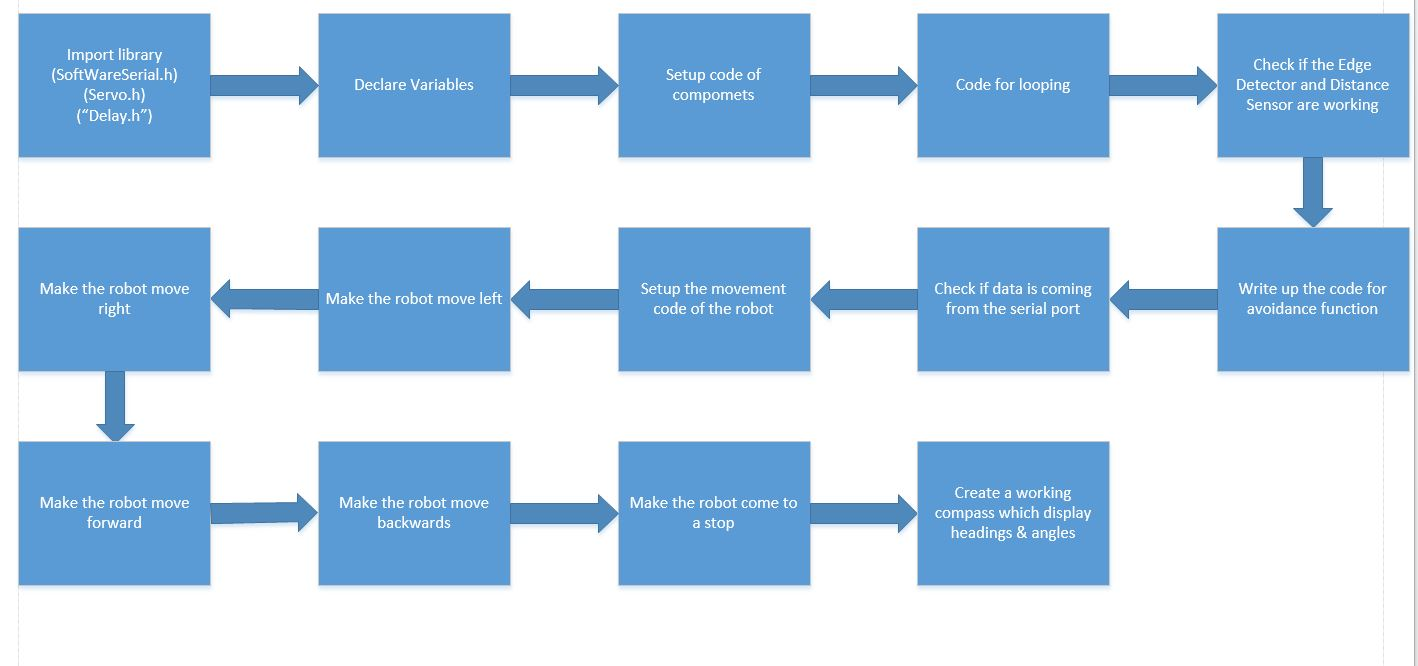 Import library
(SoftWareSerial.h)
(Servo.h)
(“Delay.h”)
Declare Variables
Setup code of
compomets
Code for looping
Check if the Edge
Detector and Distance
Sensor are working
Write up the code for
avoidance function
Check if data is coming
from the serial port
Setup the movement
code of the robot
Make the robot move left
Make the robot move
right
Make the robot move
forward
Make the robot move
backwards
Make the robot come to
a stop
Create a working
compass which display
headings & angles